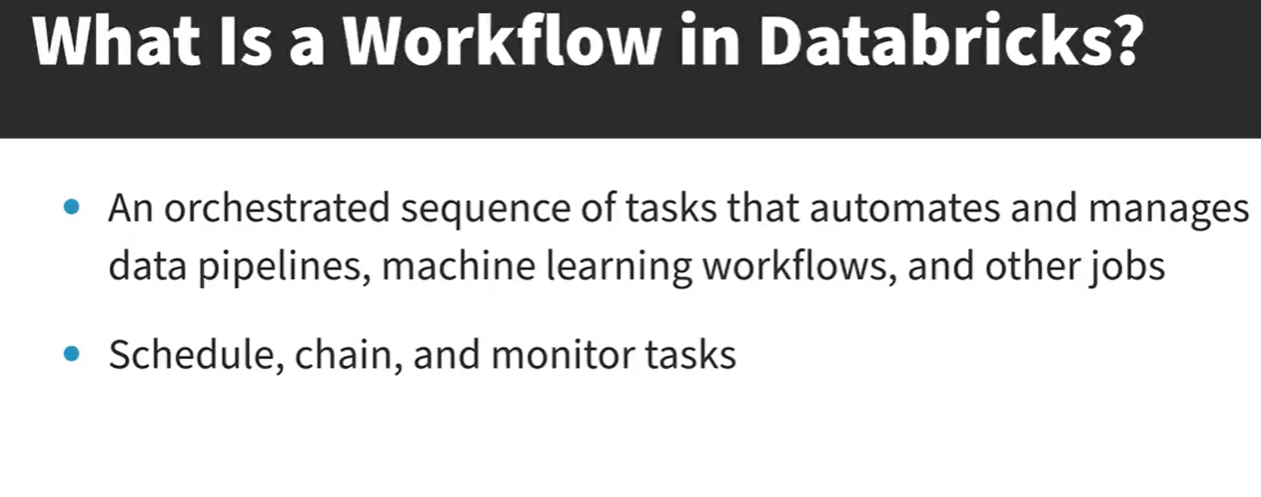 What Is a Workflow in Databricks?
An orchestrated sequence of tasks that automates and manages
data pipelines, machine learning workflows, and other jobs
Schedule, chain, and monitor tasks